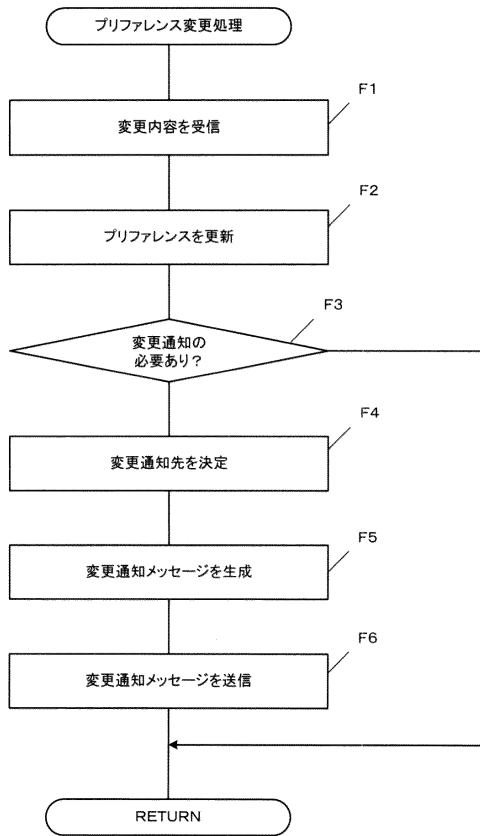 プリファレンス変更処理
F1
変更内容を受信
F2
プリファレンスを更新
F3
変更通知の
必要あり？
F4
変更通知先を決定
F5
変更通知メッセージを生成
F6
変更通知メッセージを送信
RETURN